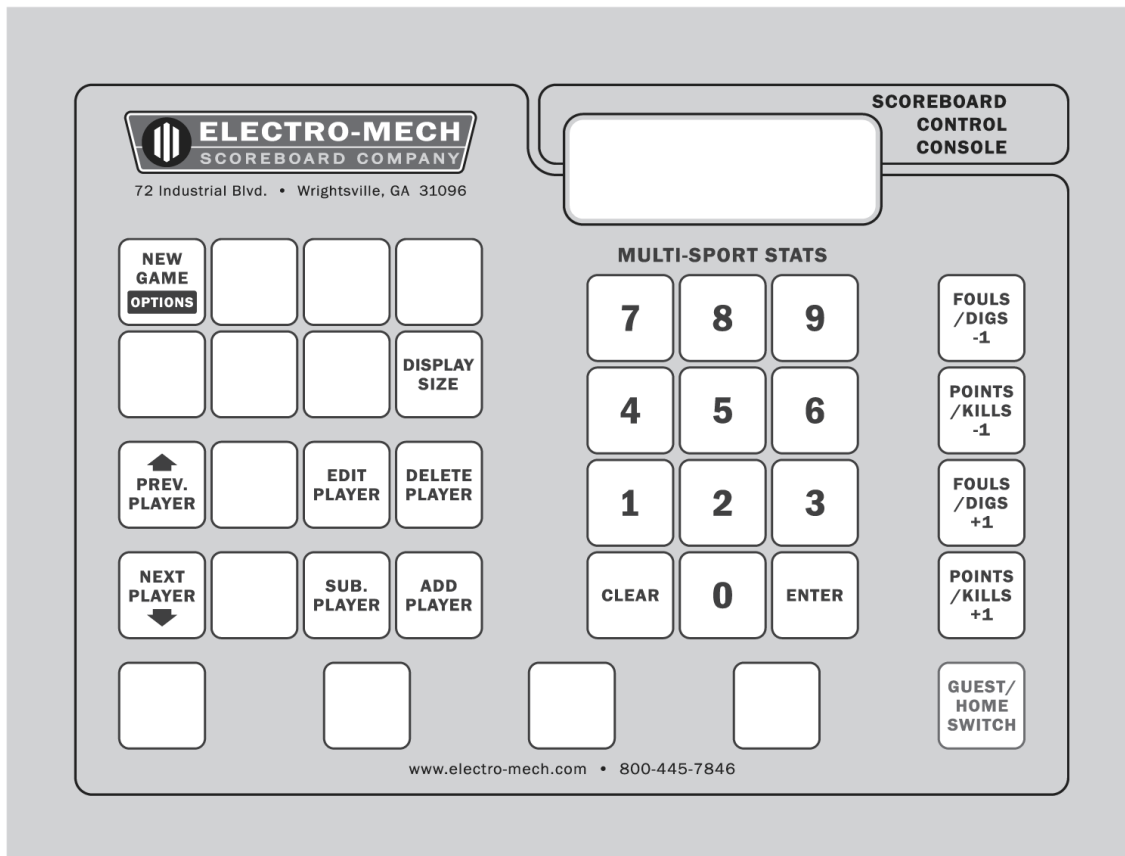 SCOREBOARD
CONTROL
CONSOLE
ELECTRO-MECH
SCOREBOARD COMPANY
72 Industrial Blvd. • Wrightsville, GA 31096
NEW
GAME
OPTIONS
DISPLAY
SIZE
PREV.
PLAYER
EDIT
PLAYER
DELETE
PLAYER
NEXT
PLAYER
SUB.
PLAYER
ADD
PLAYER
MULTI-SPORT STATS
7 8 9
4 5 6
1 2 3
CLEAR 0 ENTER
FOULS
/DIGS
-1
POINTS
/KILLS
-1
FOULS
/DIGS
+1
POINTS
/KILLS
+1
GUEST/
HOME
SWITCH
www.electro-mech.com • 800-445-7846